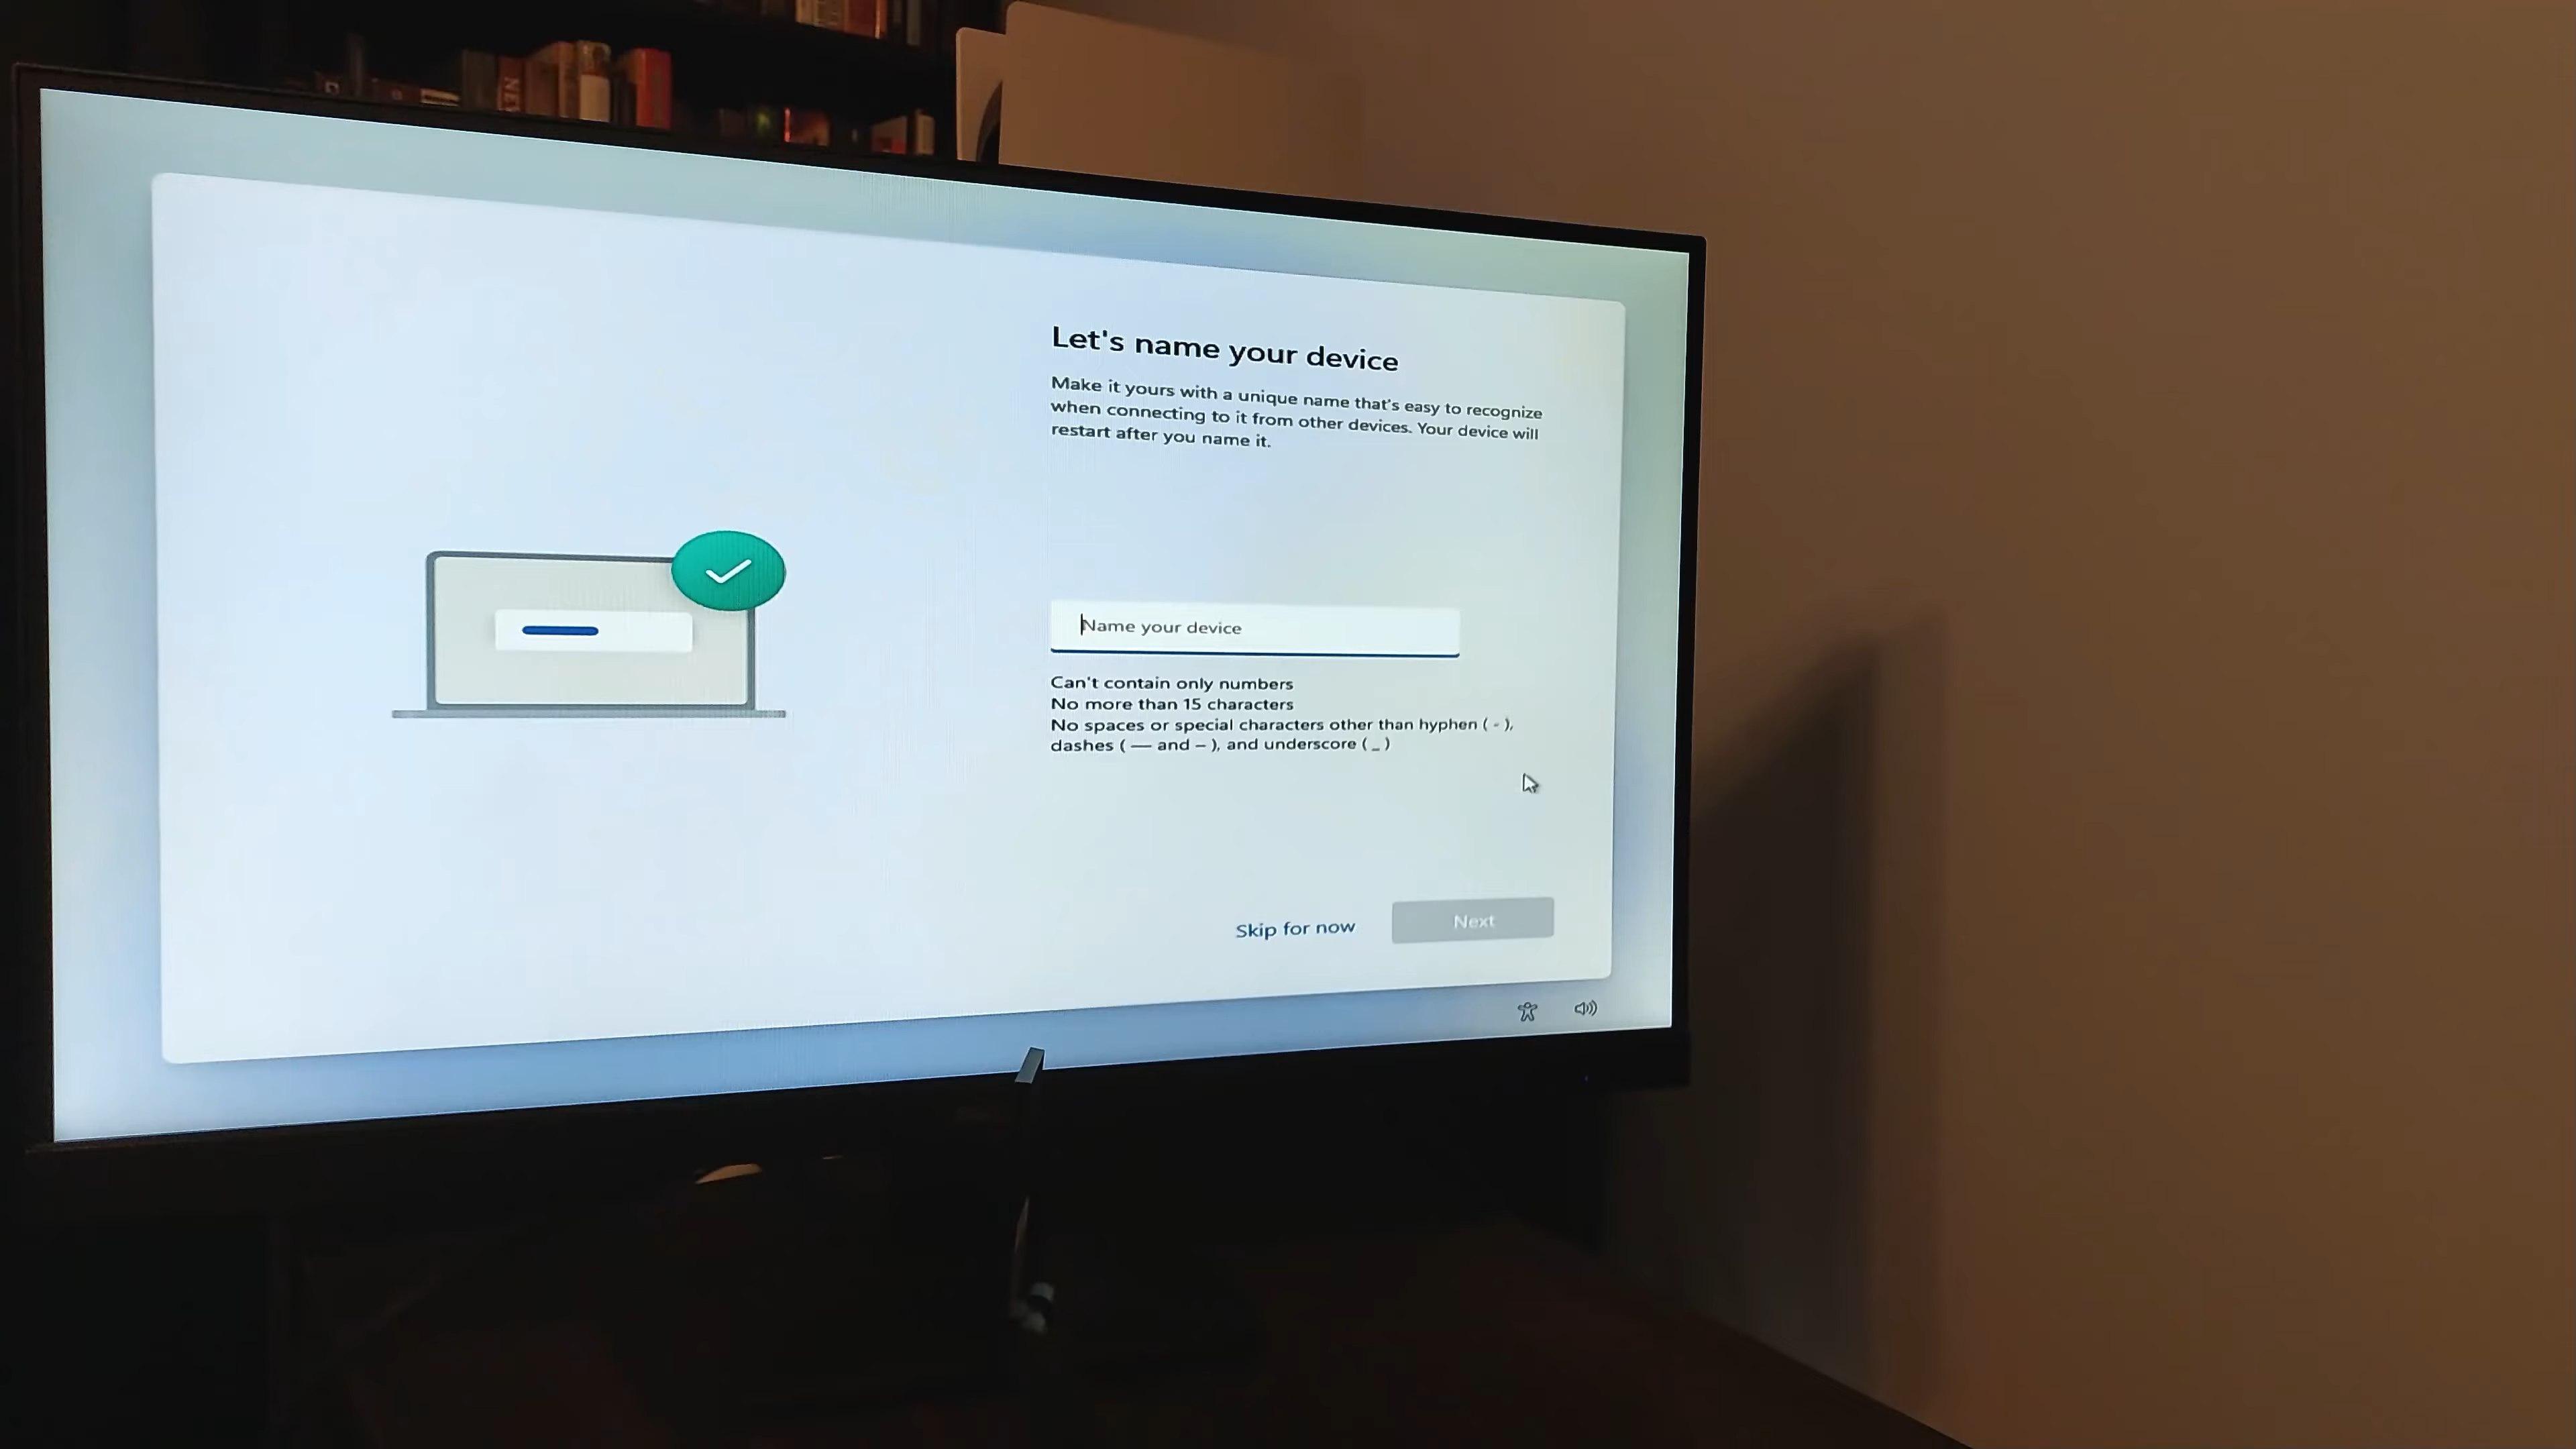 NEV
Let's name your device
Make it yours with a unique name that's easy to recognize
when connecting to it from other devices. Your device will
restart after you name it.
Name your device
Can't contain only numbers
No more than 15 characters
No spaces or special characters other than hyphen ( - ),
dashes ( — and – ), and underscore ( _ )
Skip for now
Next